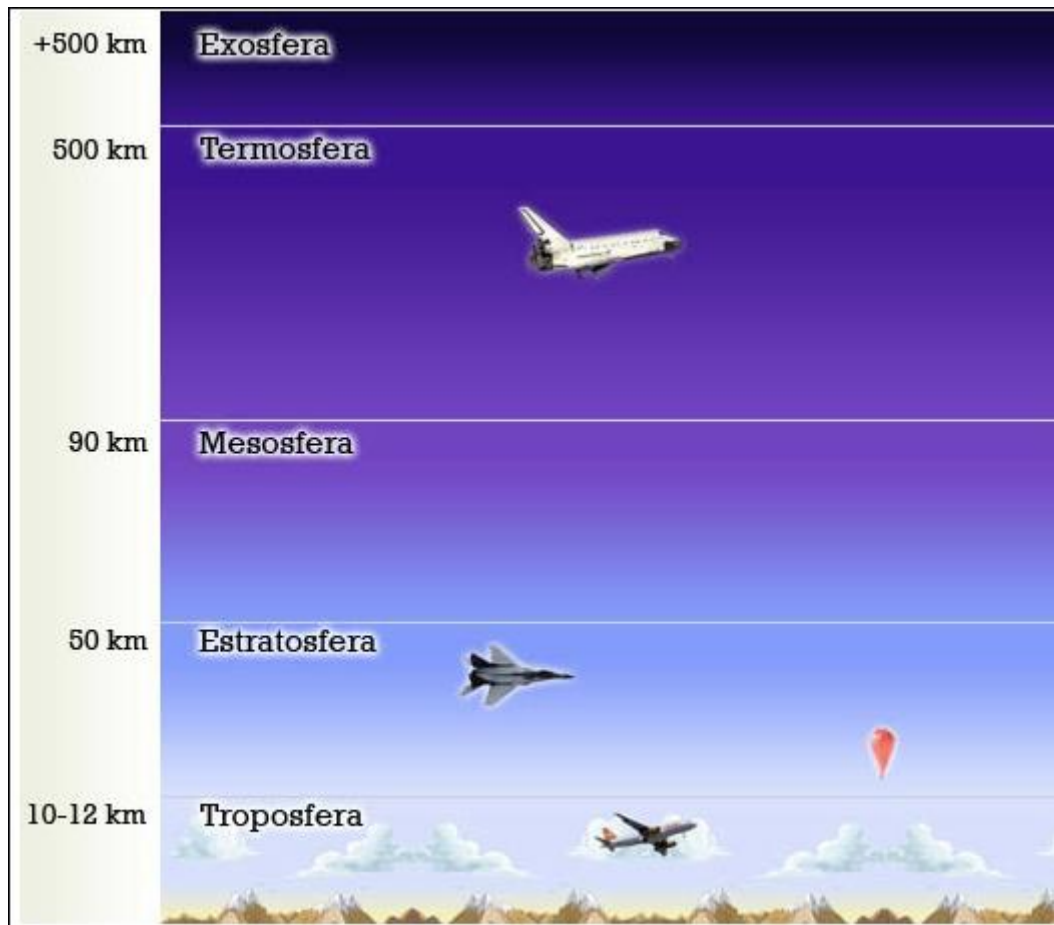 +500 km Exosfera
500 km Termosfera
90 km Mesosfera
50 km Estratosfera
10-12 km Troposfera